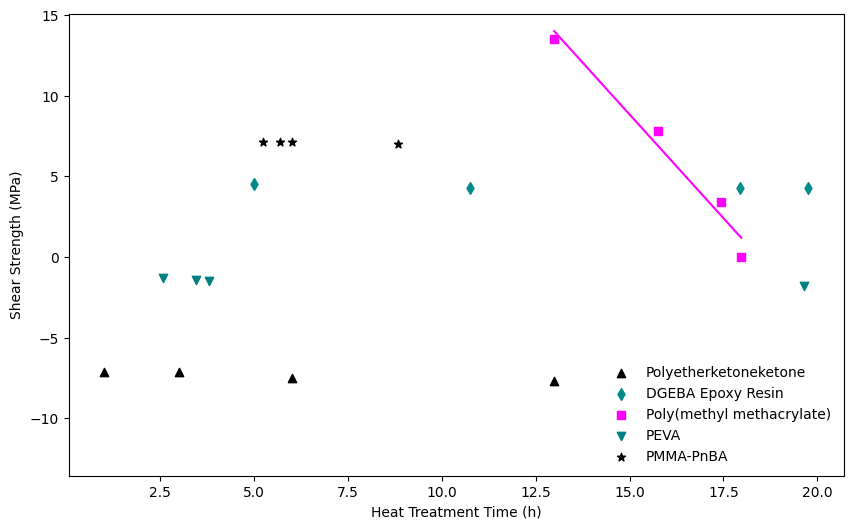 15
10
5
0
−5
−10
Shear Strength (MPa)
Polyetherketoneketone
DGEBA Epoxy Resin
Poly(methyl methacrylate)
PEVA
PMMA-PnBA
2.5 5.0 7.5 10.0 12.5 15.0 17.5 20.0
Heat Treatment Time (h)